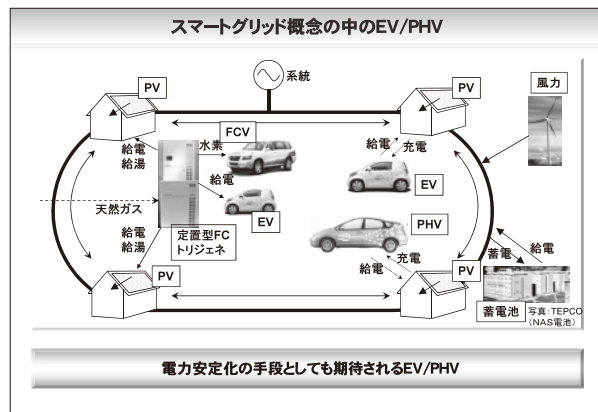 スマートグリッド概念の中のEV/PHV
系統
PV
PV
風力
FCV
水素
給電
給湯
給電
給電
充電
EV
EV
天然ガス
PHV
定置型FC
トリジェネ
給電
給湯
PV
充電
給電
PV
蓄電
給電
蓄電池
写真:TEPCO
(NAS電池)
電力安定化の手段としても期待されるEV/PHV